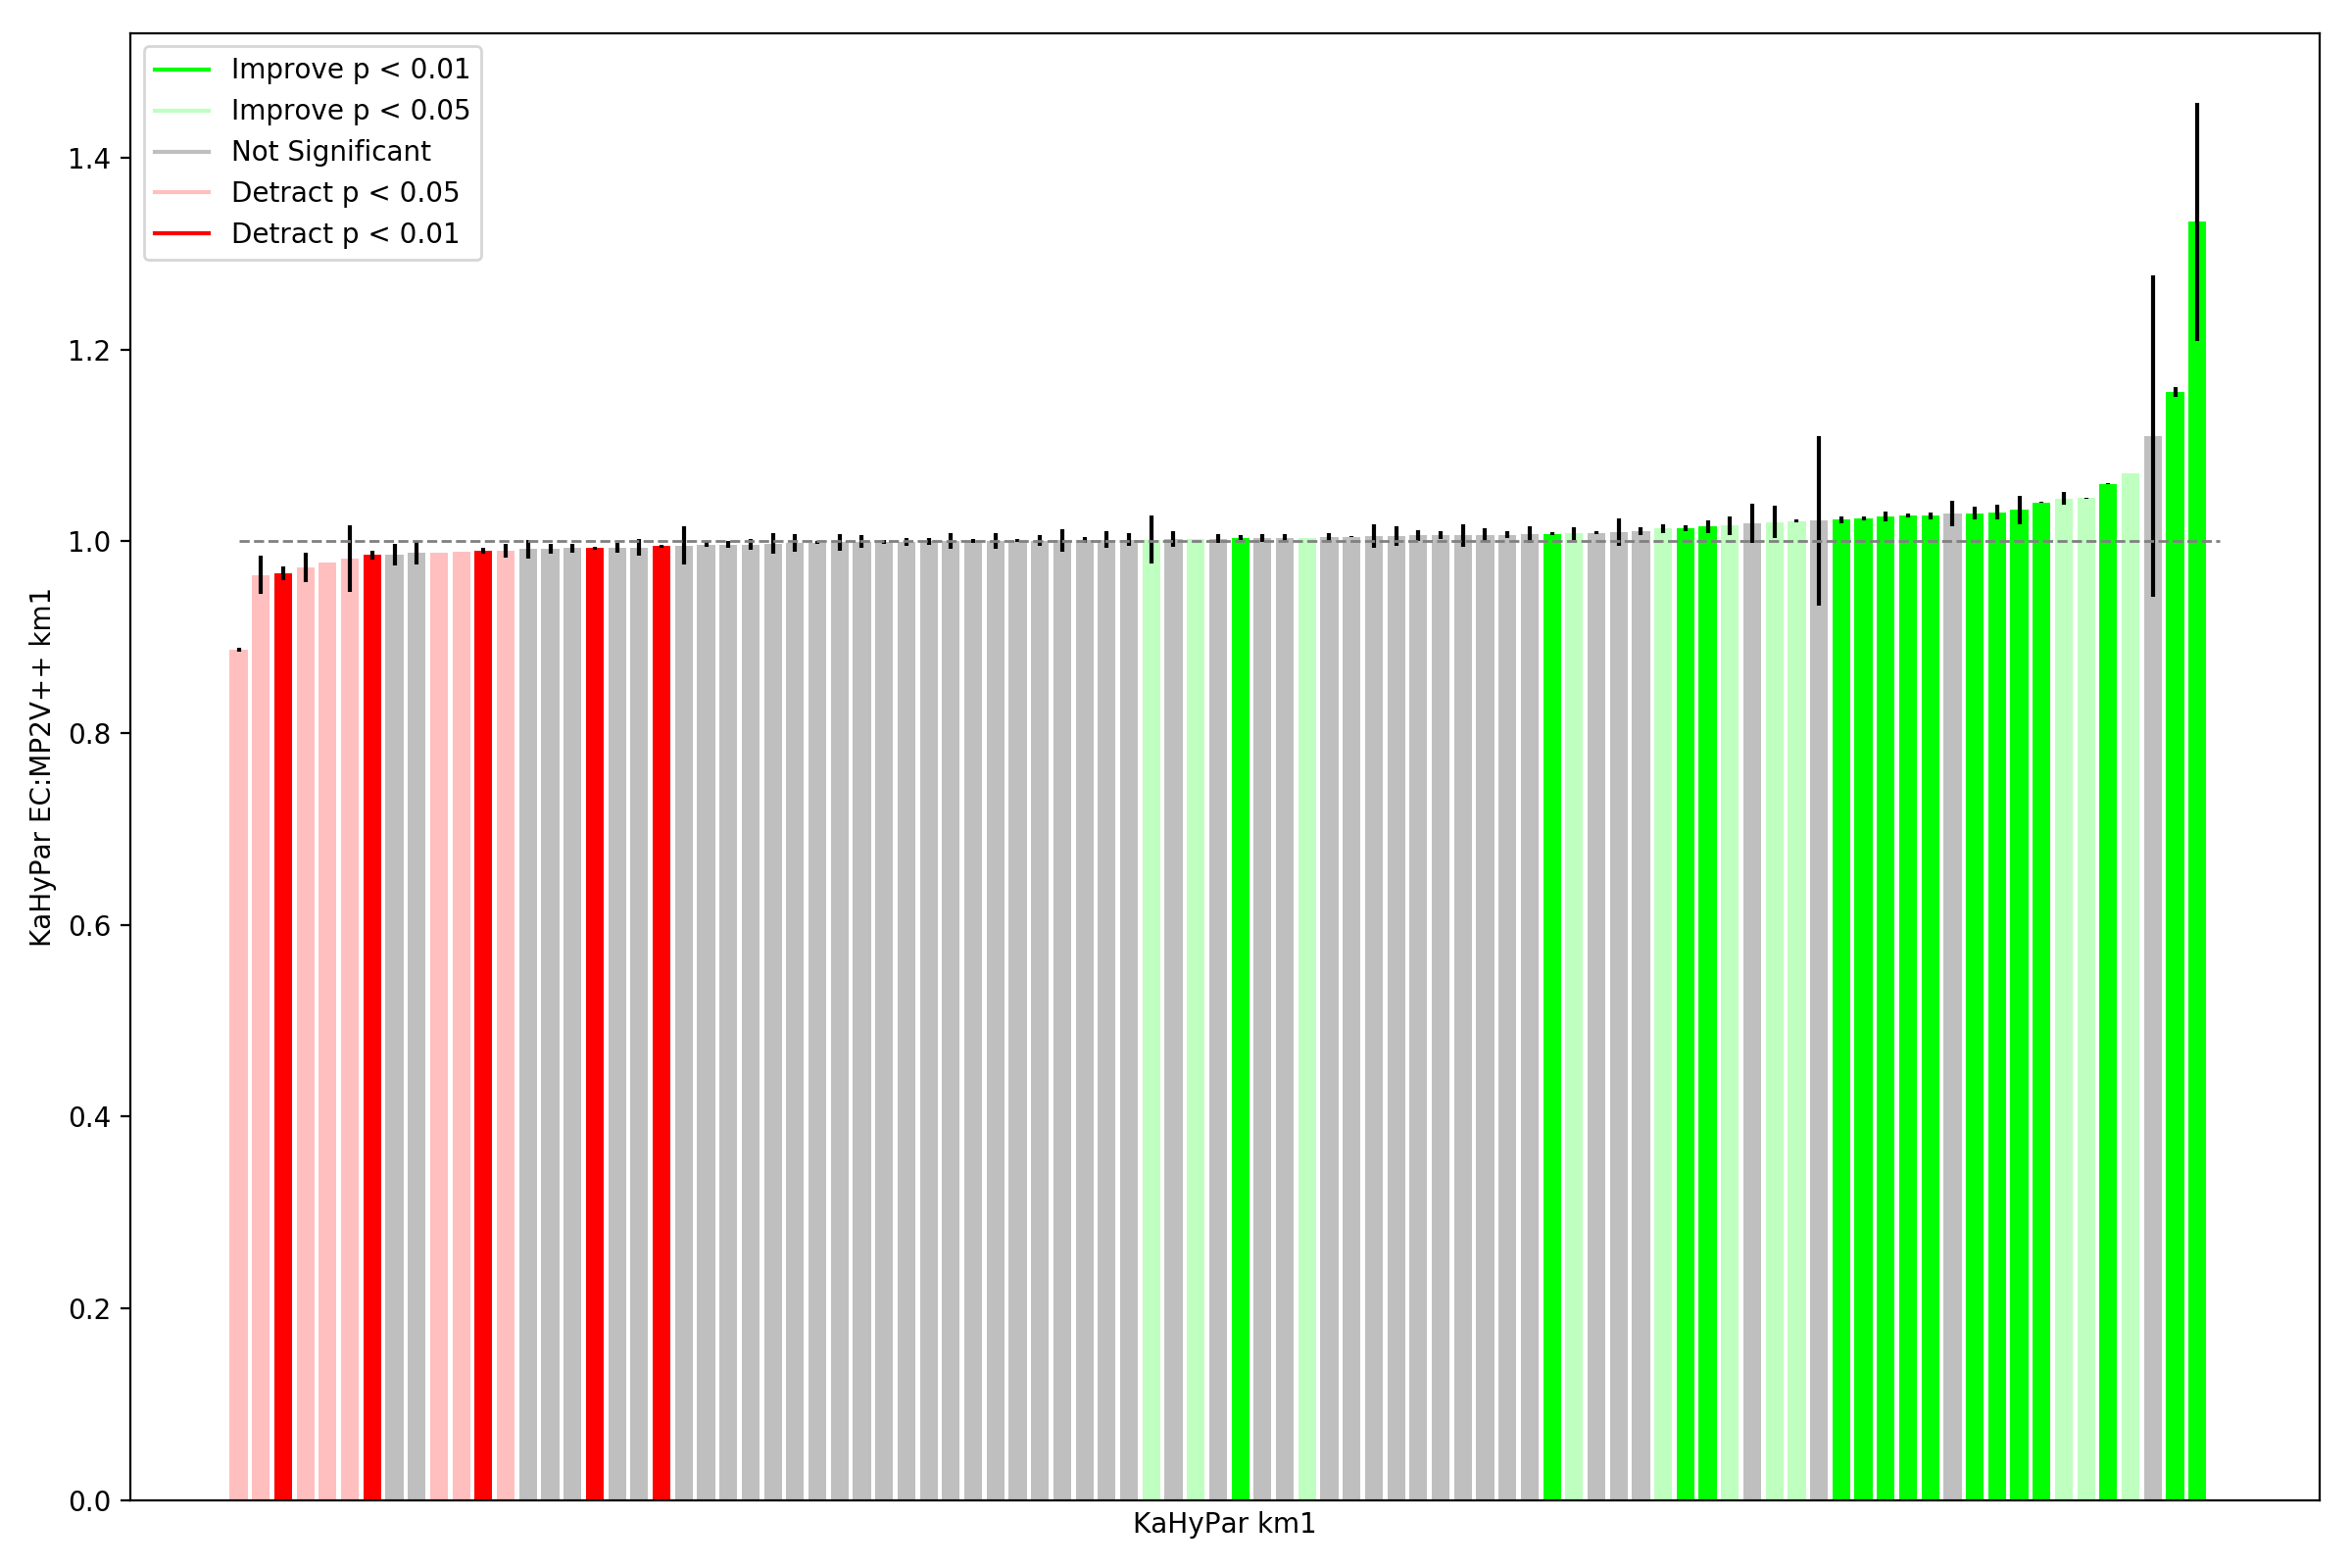 Improve p < 0.01
Improve p < 0.05
Not Significant
Detract p < 0.05
Detract p < 0.01
1.4
1.2
1.0
0.8
0.6
0.4
0.2
0.0
KaHyPar EC:MP2V++ km1
KaHyPar km1